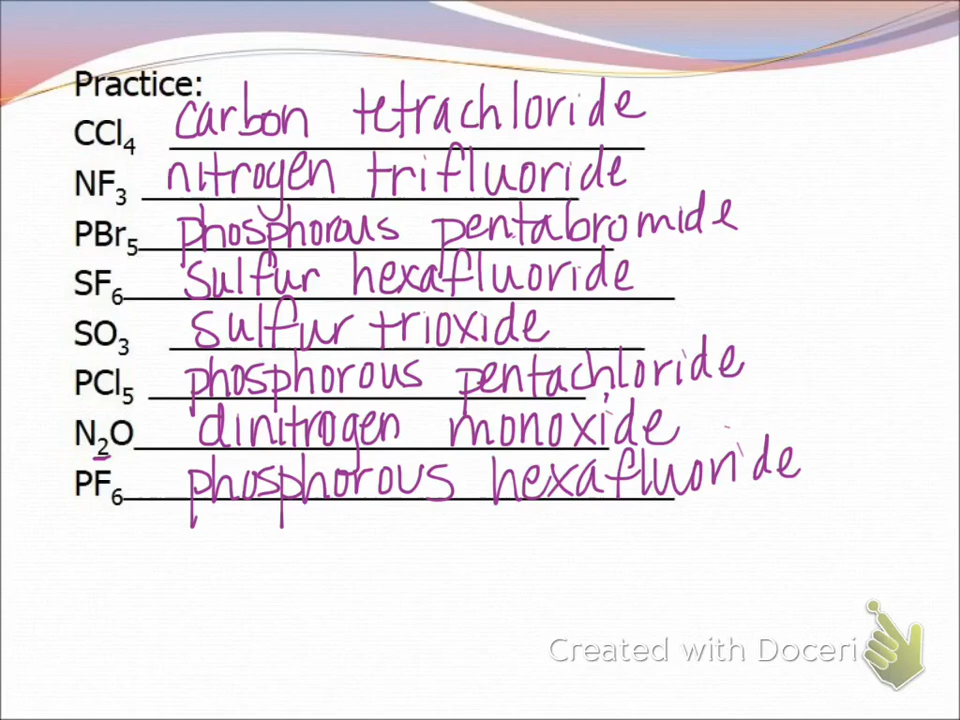 Practice:
CCl4 carbon tetrachloride
NF3 nitrogen trifluoride
PBr5 phosphorous pentabromide
SF6 sulfur hexafluoride
SO3 sulfur trioxide
PCl5 phosphorous pentachloride
N2O dinitrogen monoxide
PF6 phosphorous hexafluoride
Created with Doceri